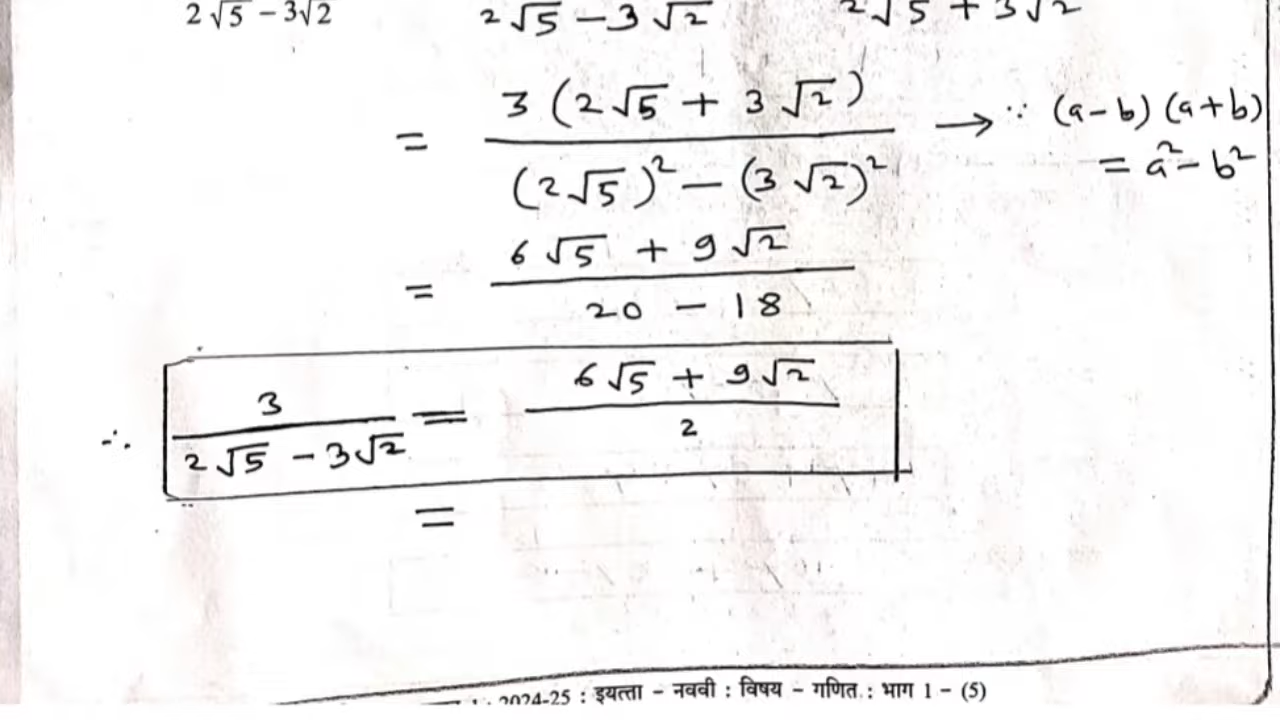 2√5 – 3√2    2√5 – 3√2    2√5 + 3√2
= 3 (2√5 + 3√2) / (2√5)² – (3√2)² → ∵ (a-b) (a+b)
= a² – b²
= 6√5 + 9√2 / 20 – 18
∴ 3 / 2√5 – 3√2 = 6√5 + 9√2 / 2
=
2024-25 : इयत्ता – नववी : विषय – गणित : भाग 1 – (5)